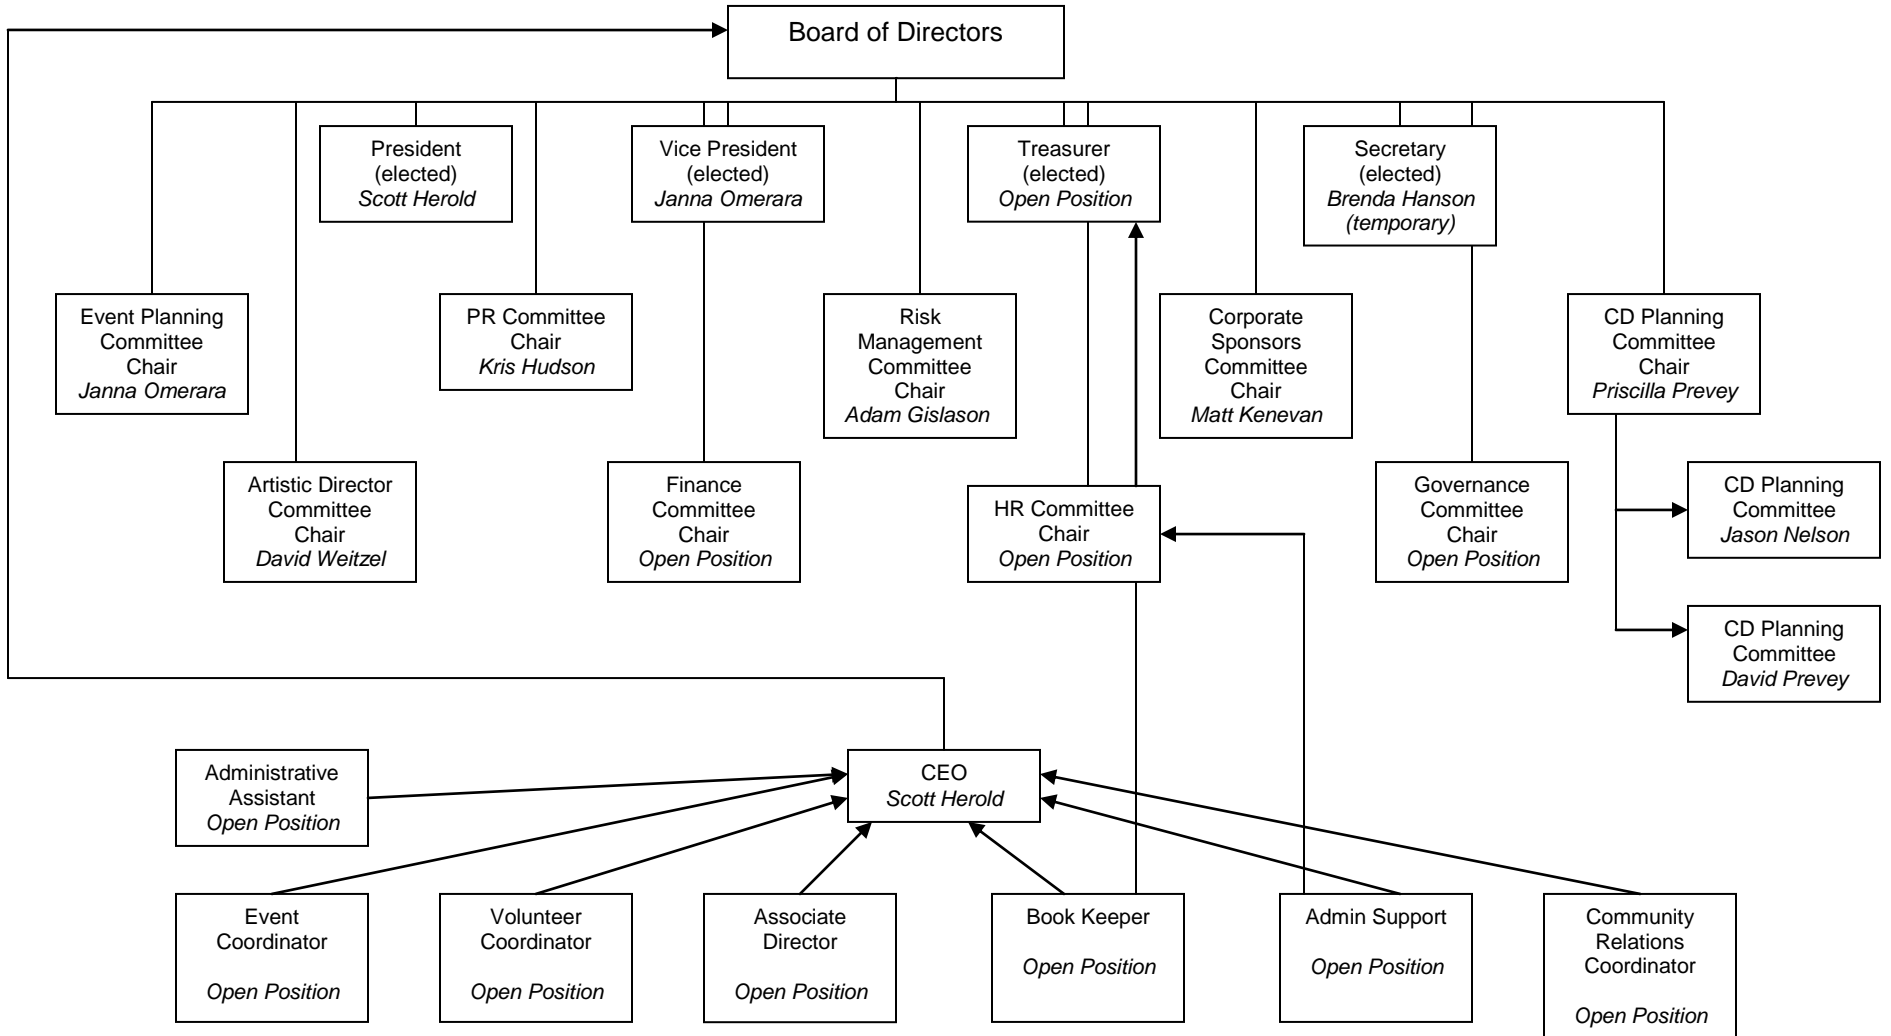 Board of Directors
President
(elected)
Scott Herold
Vice President
(elected)
Janna Omerara
Treasurer
(elected)
Open Position
Secretary
(elected)
Brenda Hanson
(temporary)
Event Planning
Committee
Chair
Janna Omerara
PR Committee
Chair
Kris Hudson
Risk
Management
Committee
Chair
Adam Gislason
Corporate
Sponsors
Committee
Chair
Matt Kenevan
CD Planning
Committee
Chair
Priscilla Prevey
Artistic Director
Committee
Chair
David Weitzel
Finance
Committee
Chair
Open Position
HR Committee
Chair
Open Position
Governance
Committee
Chair
Open Position
CD Planning
Committee
Jason Nelson
CD Planning
Committee
David Prevey
Administrative
Assistant
Open Position
CEO
Scott Herold
Event
Coordinator
Open Position
Volunteer
Coordinator
Open Position
Associate
Director
Open Position
Book Keeper
Open Position
Admin Support
Open Position
Community
Relations
Coordinator
Open Position